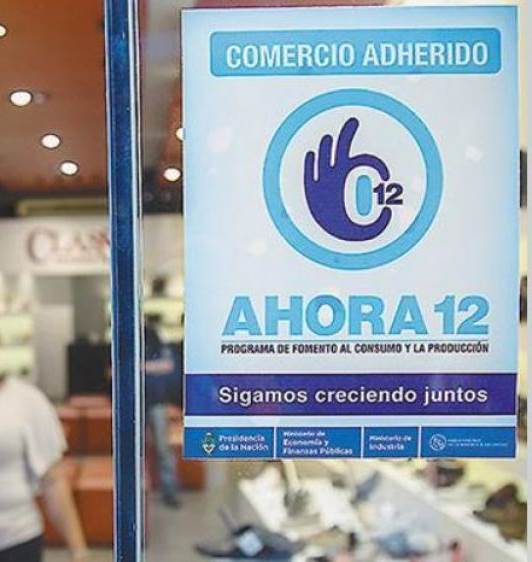 COMERCIO ADHERIDO
12
AHORA 12
PROGRAMA DE FOMENTO AL CONSUMO Y LA PRODUCCIÓN
Sigamos creciendo juntos
Presidencia
de la Nación
Ministerio de
Economía y
Finanzas Públicas
Ministerio de
Industria